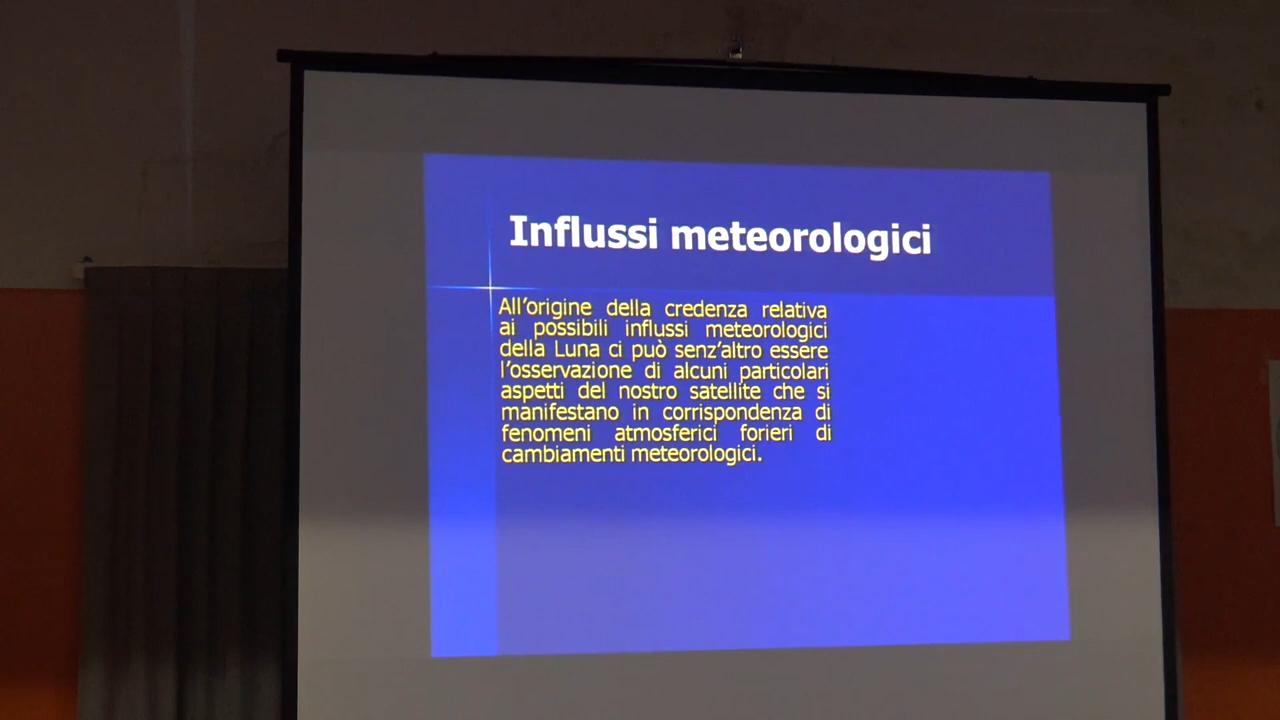 Influssi meteorologici
All'origine della credenza relativa
ai possibili influssi meteorologici
della Luna ci può senz'altro essere
l'osservazione di alcuni particolari
aspetti del nostro satellite che si
manifestano in corrispondenza di
fenomeni atmosferici forieri di
cambiamenti meteorologici.